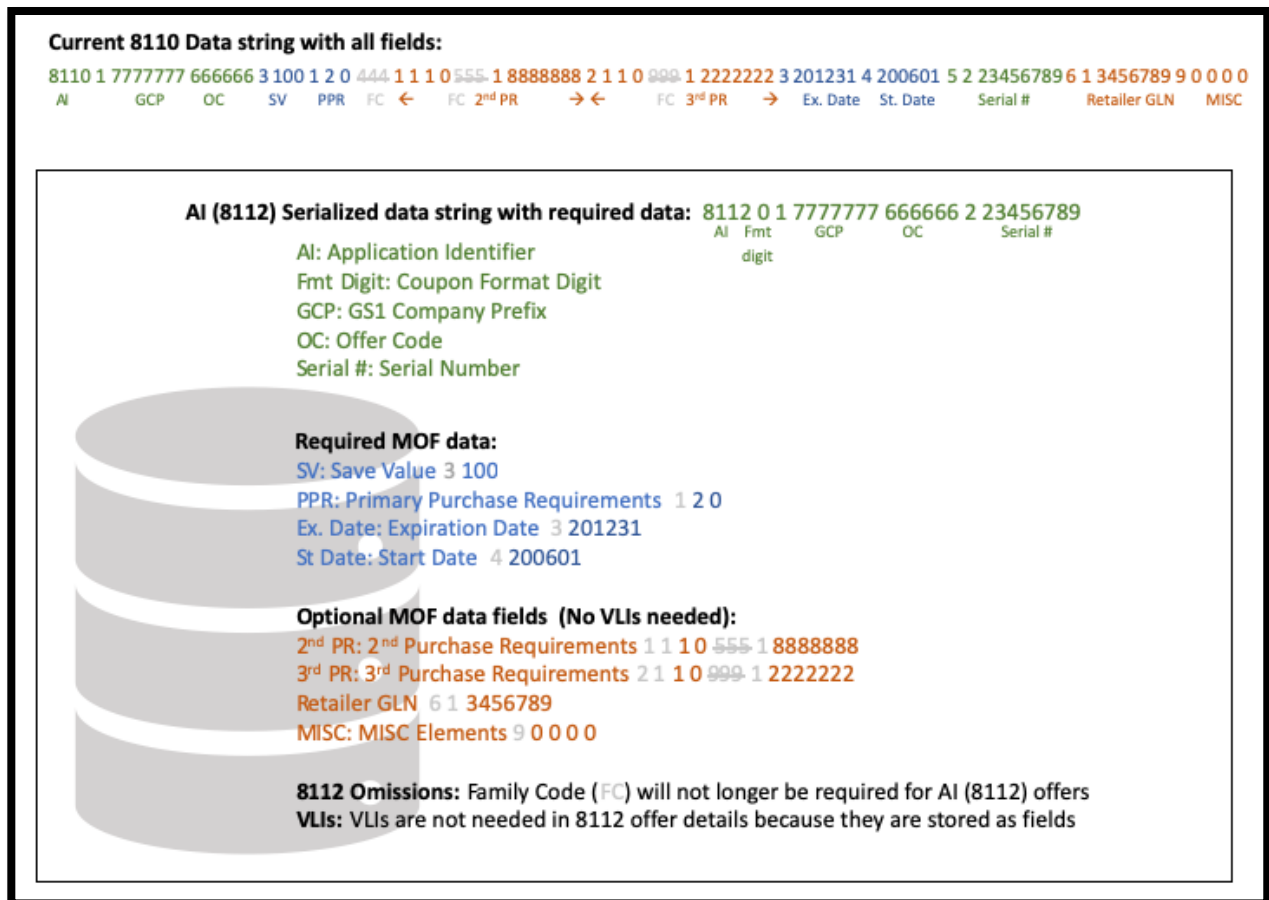 Current 8110 Data string with all fields:
8110 1 7777777 666666 3 100 1 2 0 444 1 1 1 0 555 1 8888888 2 1 1 0 999 1 2222222 3 201231 4 200601 5 2 23456789 6 1 3456789 9 0 0 0 0
AI GCP OC SV PPR FC ← FC 2nd PR → ← FC 3rd PR → Ex. Date St. Date Serial # Retailer GLN MISC
AI (8112) Serialized data string with required data: 8112 0 1 7777777 666666 2 23456789
AI Fmt GCP OC Serial #
digit
AI: Application Identifier
Fmt Digit: Coupon Format Digit
GCP: GS1 Company Prefix
OC: Offer Code
Serial #: Serial Number
Required MOF data:
SV: Save Value 3 100
PPR: Primary Purchase Requirements 1 2 0
Ex. Date: Expiration Date 3 201231
St Date: Start Date 4 200601
Optional MOF data fields (No VLIs needed):
2nd PR: 2nd Purchase Requirements 1 1 1 0 555 1 8888888
3rd PR: 3rd Purchase Requirements 2 1 1 0 999 1 2222222
Retailer GLN 6 1 3456789
MISC: MISC Elements 9 0 0 0 0
8112 Omissions: Family Code (FC) will not longer be required for AI (8112) offers
VLIs: VLIs are not needed in 8112 offer details because they are stored as fields